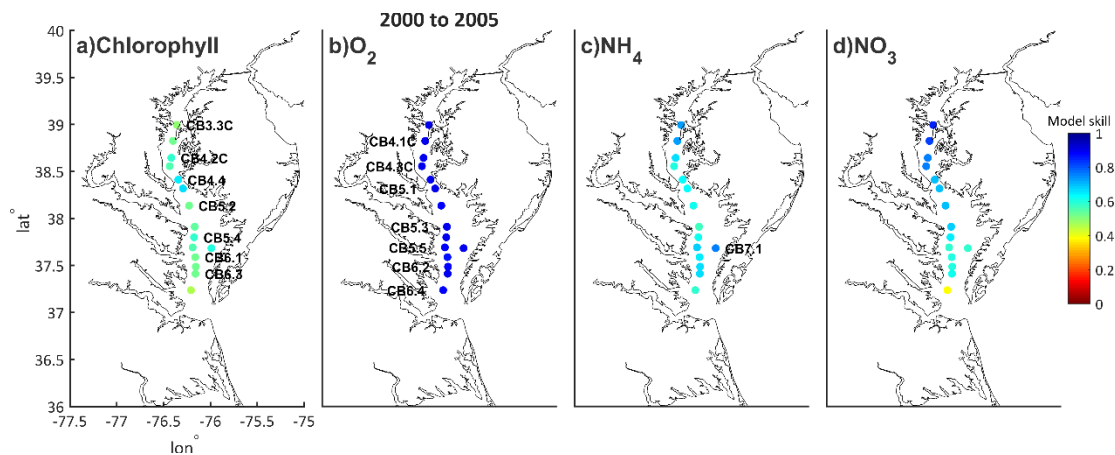 2000 to 2005
a)Chlorophyll
b)O2
c)NH4
d)NO3
40
39.5
39
38.5
38
37.5
37
36.5
36
lat°
CB3.3C
CB4.2C
CB4.4
CB5.2
CB5.4
CB6.1
CB6.3
CB4.1C
CB4.3C
CB5.1
CB5.3
CB5.5
CB6.2
CB6.4
CB7.1
Model skill
1
0.8
0.6
0.4
0.2
0
-77.5 -77 -76.5 -76 -75.5 -75
lon°